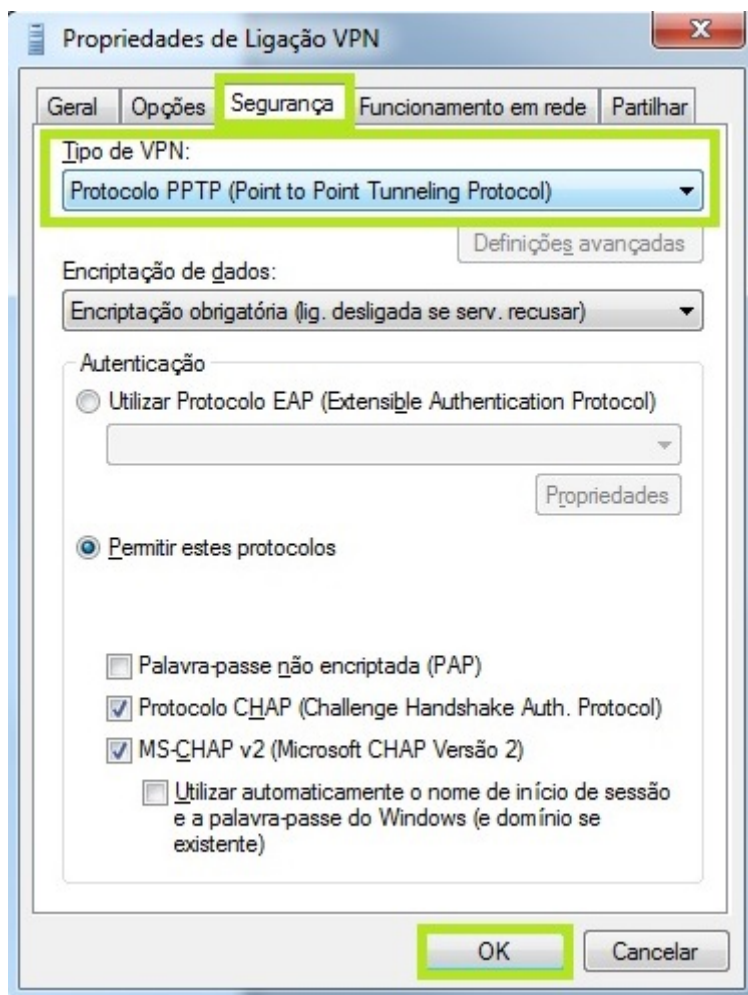 Propriedades de Ligação VPN
Geral Opções Segurança Funcionamento em rede Partilhar
Tipo de VPN:
Protocolo PPTP (Point to Point Tunneling Protocol)
Definições avançadas
Encriptação de dados:
Encriptação obrigatória (lig. desligada se serv. recusar)
Autenticação
Utilizar Protocolo EAP (Extensible Authentication Protocol)
Propriedades
Permitir estes protocolos
Palavra-passe não encriptada (PAP)
Protocolo CHAP (Challenge Handshake Auth. Protocol)
MS-CHAP v2 (Microsoft CHAP Versão 2)
Utilizar automaticamente o nome de início de sessão
e a palavra-passe do Windows (e domínio se
existente)
OK Cancelar